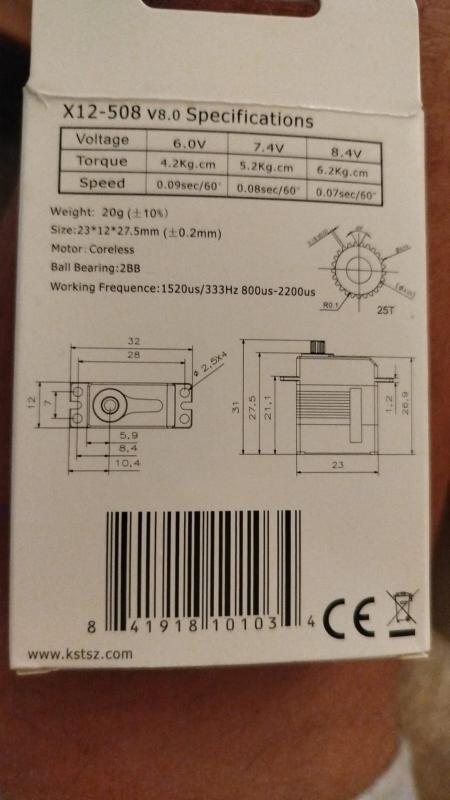 X12-508 V8.0 Specifications
Voltage 6.0V 7.4V 8.4V
Torque 4.2Kg.cm 5.2Kg.cm 6.2Kg.cm
Speed 0.09sec/60° 0.08sec/60° 0.07sec/60°
Weight: 20g (±10%)
Size:23*12*27.5mm (±0.2mm)
Motor: Coreless
Ball Bearing:2BB
Working Frequence:1520us/333Hz 800us-2200us
R0.1
25T
32
28
ø 2,5X4
12
7
5,9
8,4
10,4
31
27,5
21,1
1,2
26,9
23
8 41918 10103 4
CE
www.kstsz.com